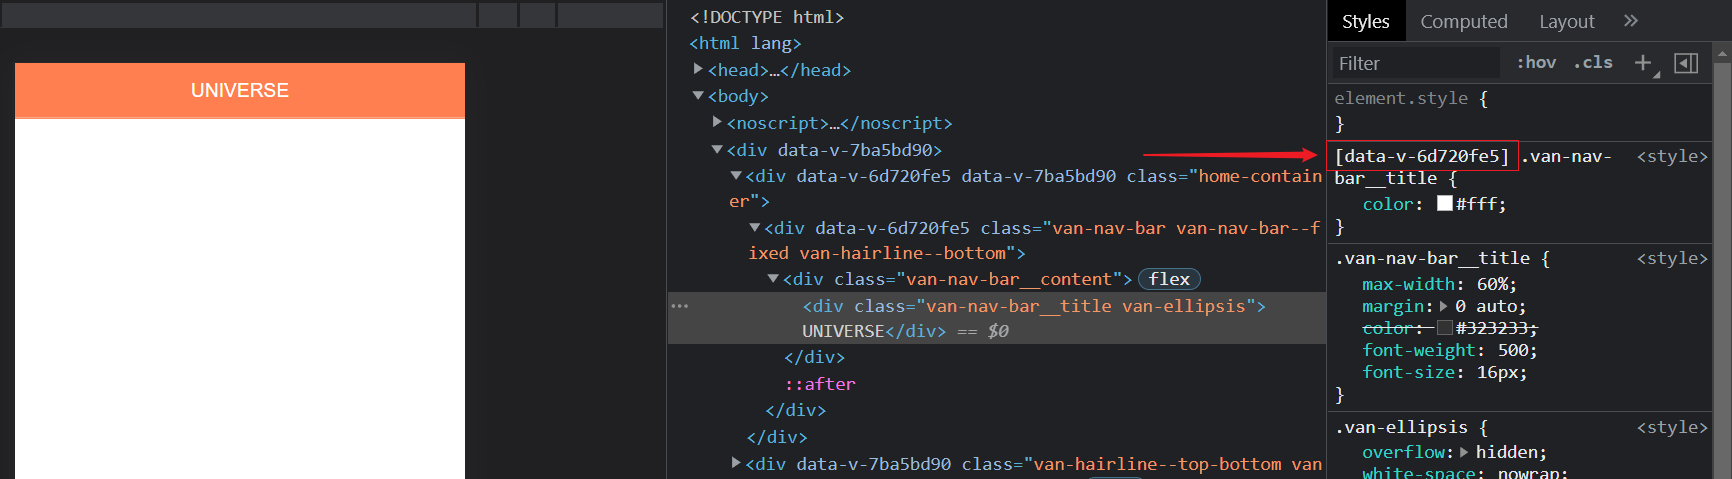 UNIVERSE
<!DOCTYPE html>
<html lang>
<head>…</head>
<body>
<noscript>…</noscript>
<div data-v-7ba5bd90>
<div data-v-6d720fe5 data-v-7ba5bd90 class="home-contain
er">
<div data-v-6d720fe5 class="van-nav-bar van-nav-bar--f
ixed van-hairline--bottom">
<div class="van-nav-bar__content"> flex
… <div class="van-nav-bar__title van-ellipsis">
UNIVERSE</div> == $0
</div>
::after
</div>
</div>
<div data-v-7ba5bd90 class="van-hairline--top-bottom van
Styles Computed Layout »
Filter :hov .cls +
element.style {
}
[data-v-6d720fe5] .van-nav- <style>
bar__title {
color: #fff;
}
.van-nav-bar__title { <style>
max-width: 60%;
margin: 0 auto;
color: #323233;
font-weight: 500;
font-size: 16px;
}
.van-ellipsis { <style>
overflow: hidden;
white-space: nowrap;